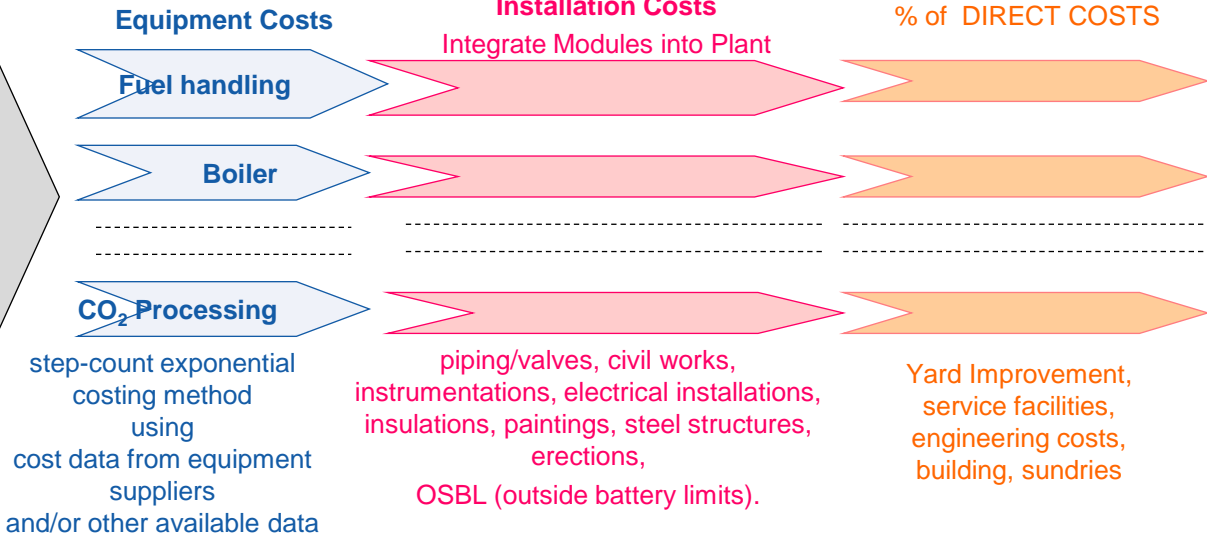 Equipment Costs
Fuel handling
Boiler
CO₂ Processing
step-count exponential
costing method
using
cost data from equipment
suppliers
and/or other available data
Installation Costs
Integrate Modules into Plant
piping/valves, civil works,
instrumentations, electrical installations,
insulations, paintings, steel structures,
erections,
OSBL (outside battery limits).
% of DIRECT COSTS
Yard Improvement,
service facilities,
engineering costs,
building, sundries